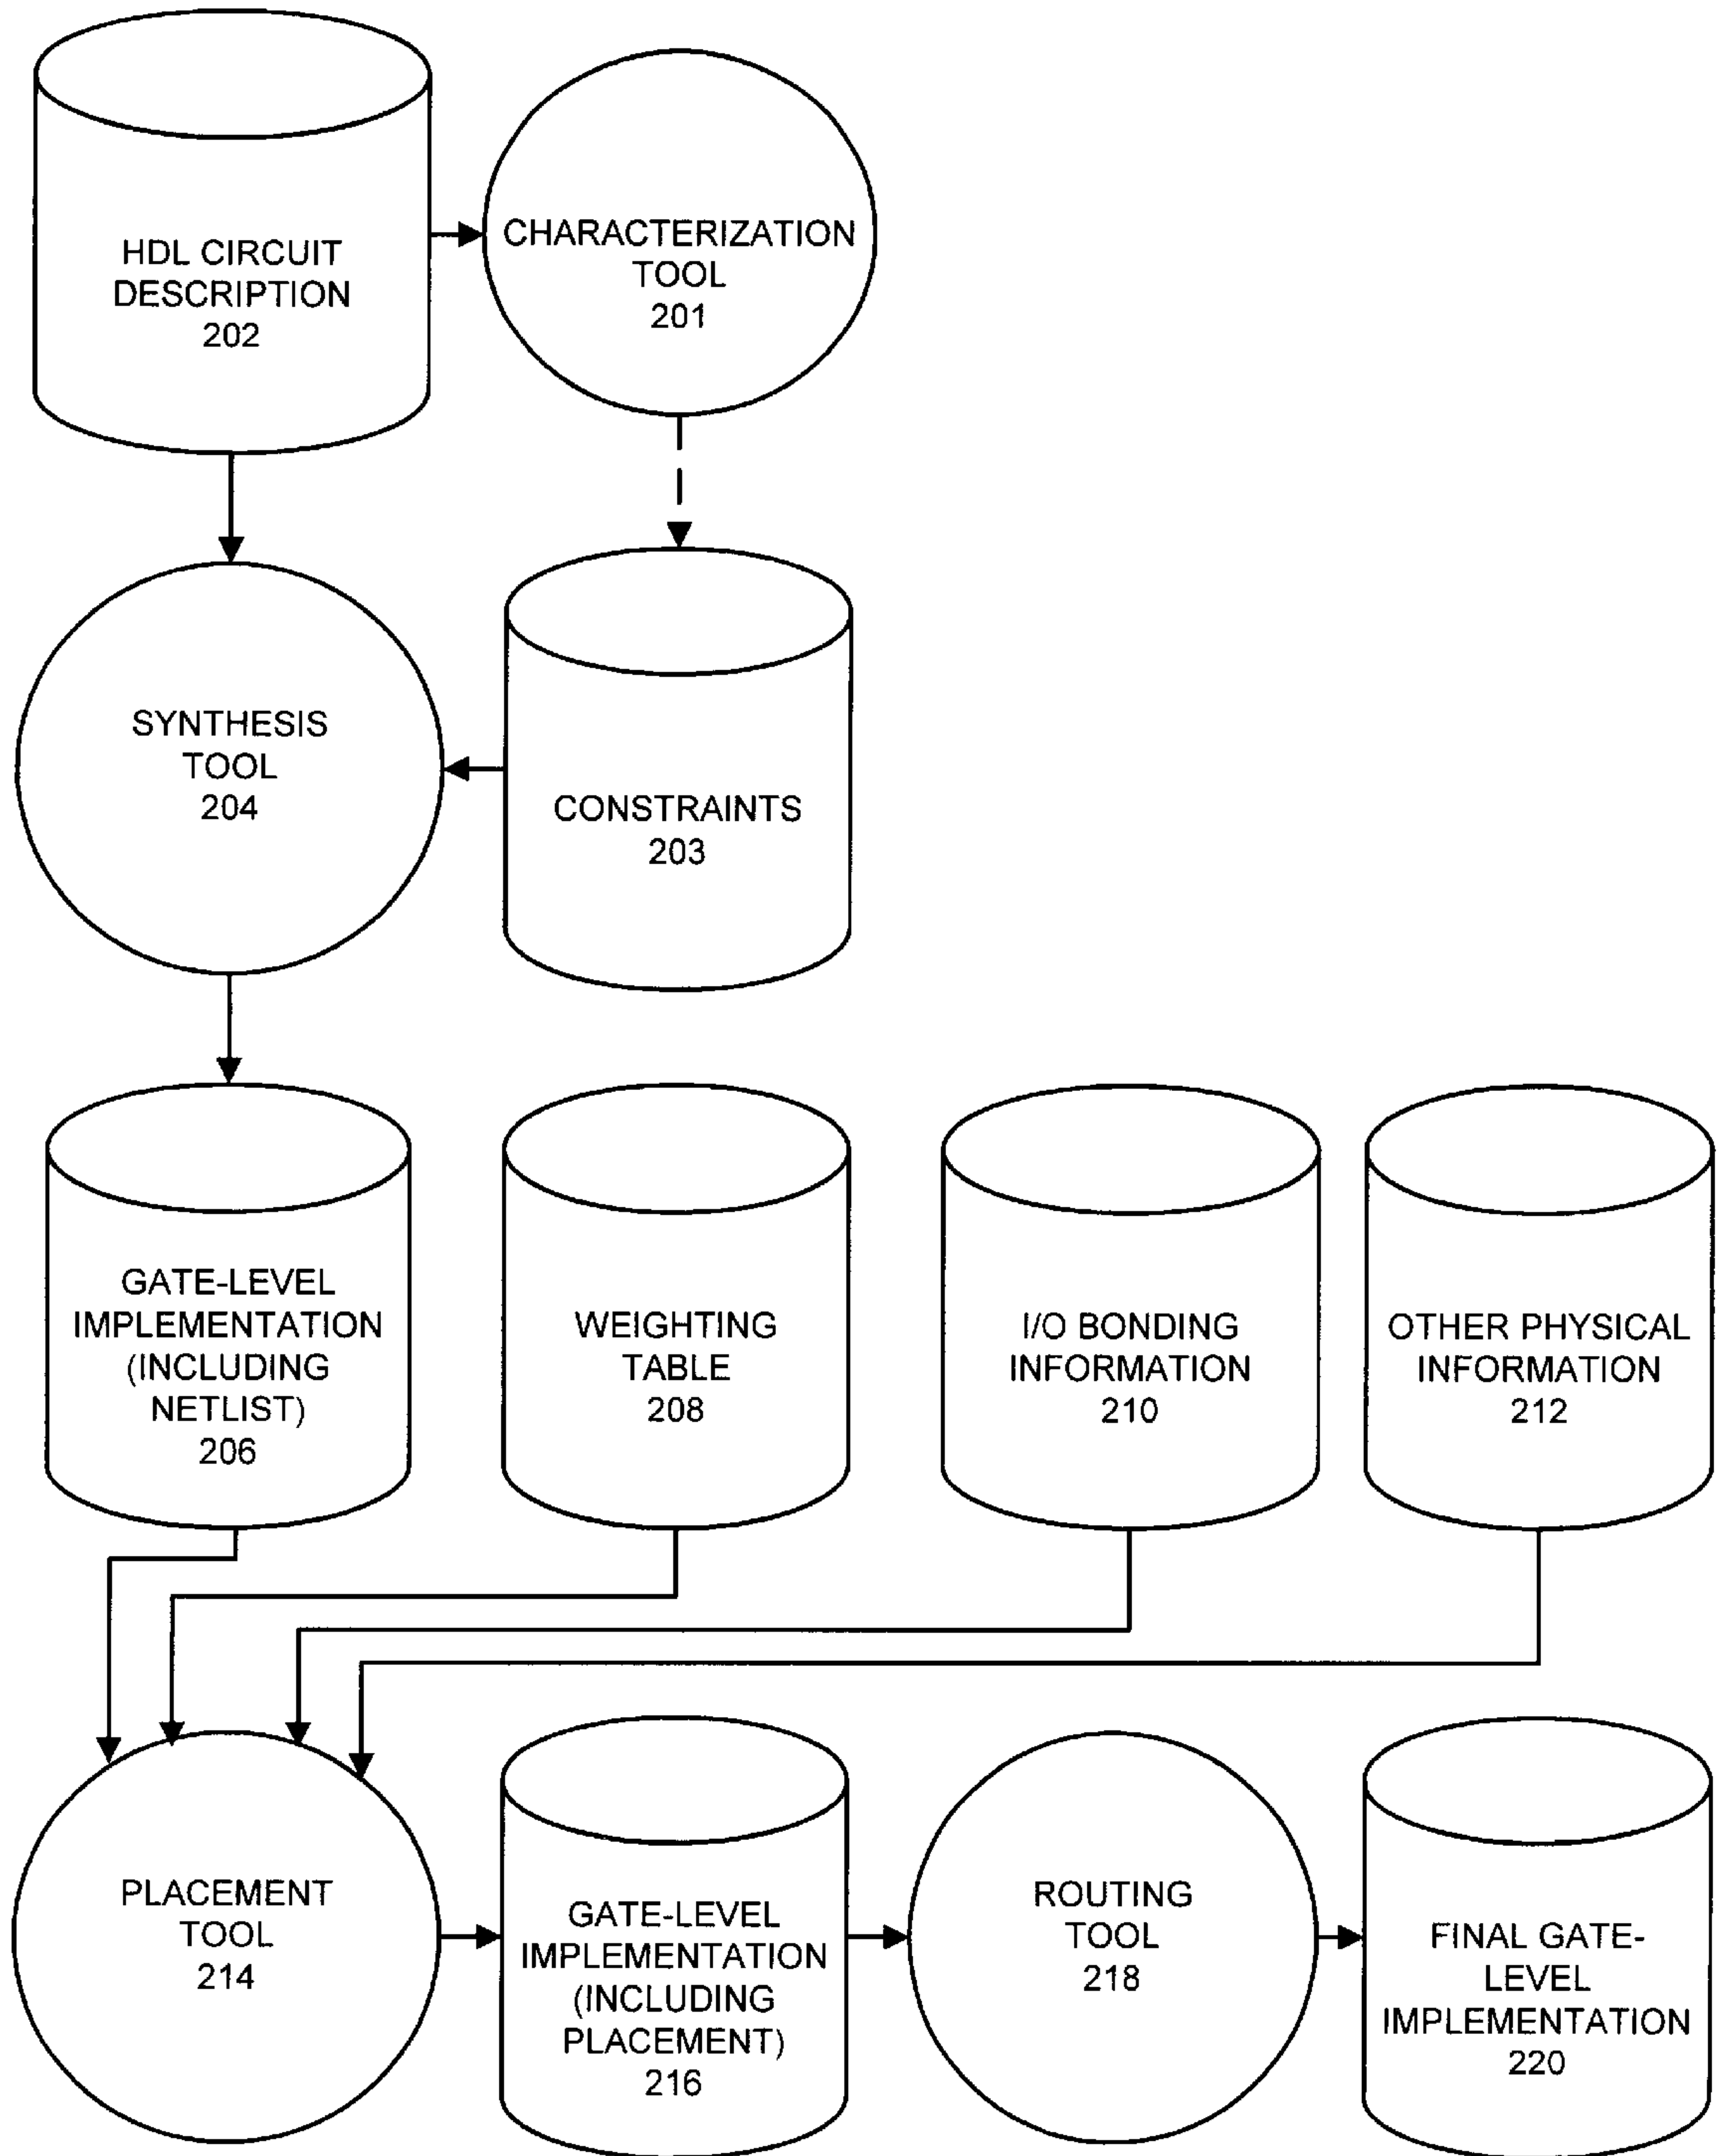 HDL CIRCUIT
DESCRIPTION
202
CHARACTERIZATION
TOOL
201
SYNTHESIS
TOOL
204
CONSTRAINTS
203
GATE-LEVEL
IMPLEMENTATION
(INCLUDING
NETLIST)
206
WEIGHTING
TABLE
208
I/O BONDING
INFORMATION
210
OTHER PHYSICAL
INFORMATION
212
PLACEMENT
TOOL
214
GATE-LEVEL
IMPLEMENTATION
(INCLUDING
PLACEMENT)
216
ROUTING
TOOL
218
FINAL GATE-
LEVEL
IMPLEMENTATION
220